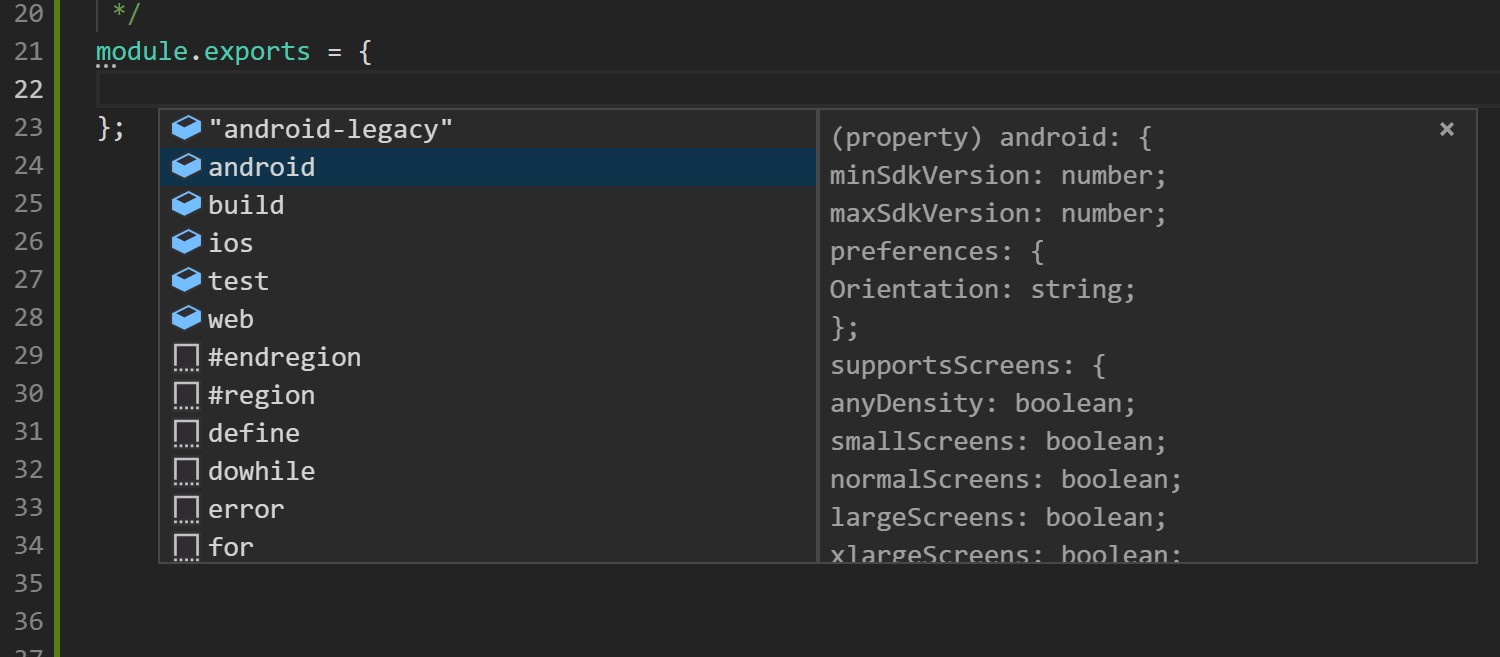 20 */
21 module.exports = {
22
23 };
24
25
26
27
28
29
30
31
32
33
34
35
36
37
"android-legacy"
android
build
ios
test
web
#endregion
#region
define
dowhile
error
for
(property) android: {
minSdkVersion: number;
maxSdkVersion: number;
preferences: {
Orientation: string;
};
supportsScreens: {
anyDensity: boolean;
smallScreens: boolean;
normalScreens: boolean;
largeScreens: boolean;
xlargeScreens: boolean;